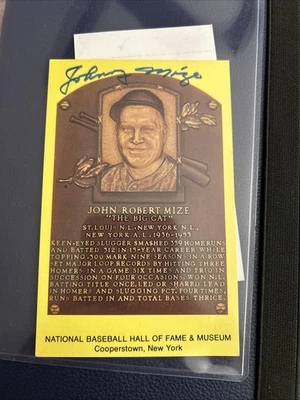 Johnny Mize
JOHN ROBERT MIZE
"THE BIG CAT"
ST. LOUIS N.L.-NEW YORK N.L.,
NEW YORK A.L., 1936-1953
KEEN-EYED SLUGGER SMASHED 359 HOME RUNS
AND BATTED .312 IN 15-YEAR CAREER WHILE
TOPPING .300 MARK NINE SEASONS IN A ROW.
SET MAJOR LOOP RECORDS BY HITTING THREE
HOMERS IN A GAME SIX TIMES AND TRIO IN
SUCCESSION ON FOUR OCCASIONS. WON N.L.
BATTING TITLE ONCE, LED OR SHARED LEAD
IN HOMERS AND SLUGGING PCT. FOUR TIMES,
RUNS BATTED IN AND TOTAL BASES THRICE.
NATIONAL BASEBALL HALL OF FAME & MUSEUM
Cooperstown, New York